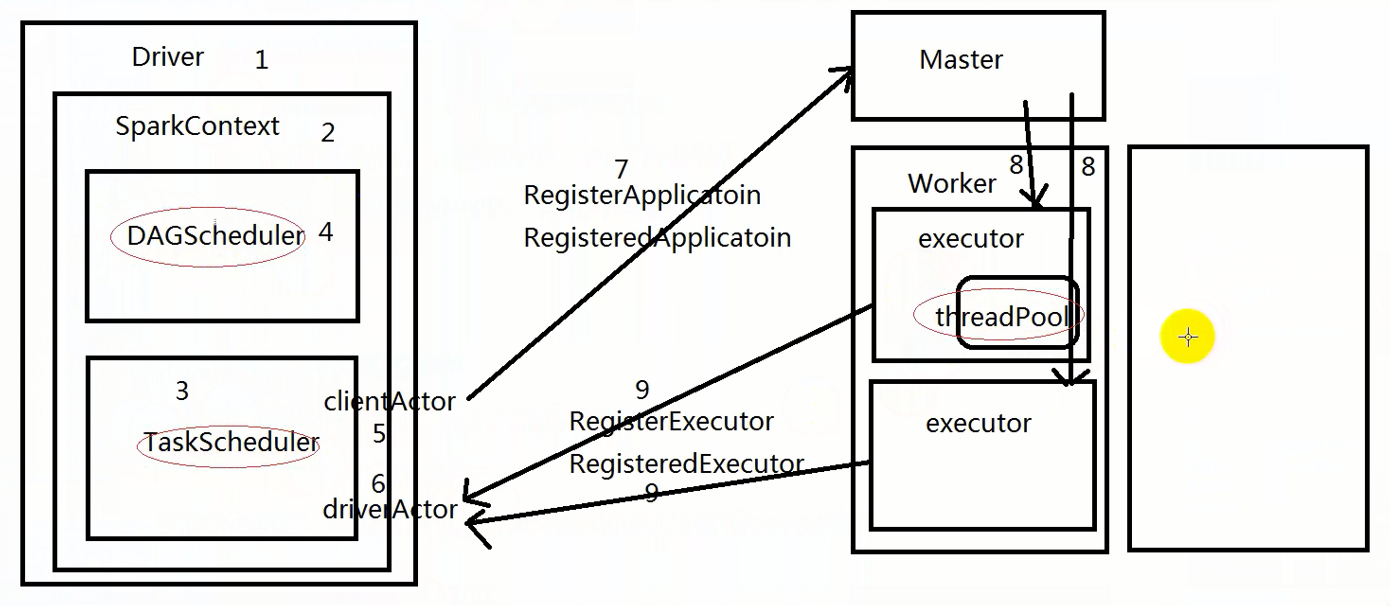 Driver 1
SparkContext 2
DAGScheduler 4
3
TaskScheduler
clientActor
5
6
driverActor
7
RegisterApplicatoin
RegisteredApplicatoin
9
RegisterExecutor
RegisteredExecutor
9
Master
8 8
Worker
executor
threadPool
executor